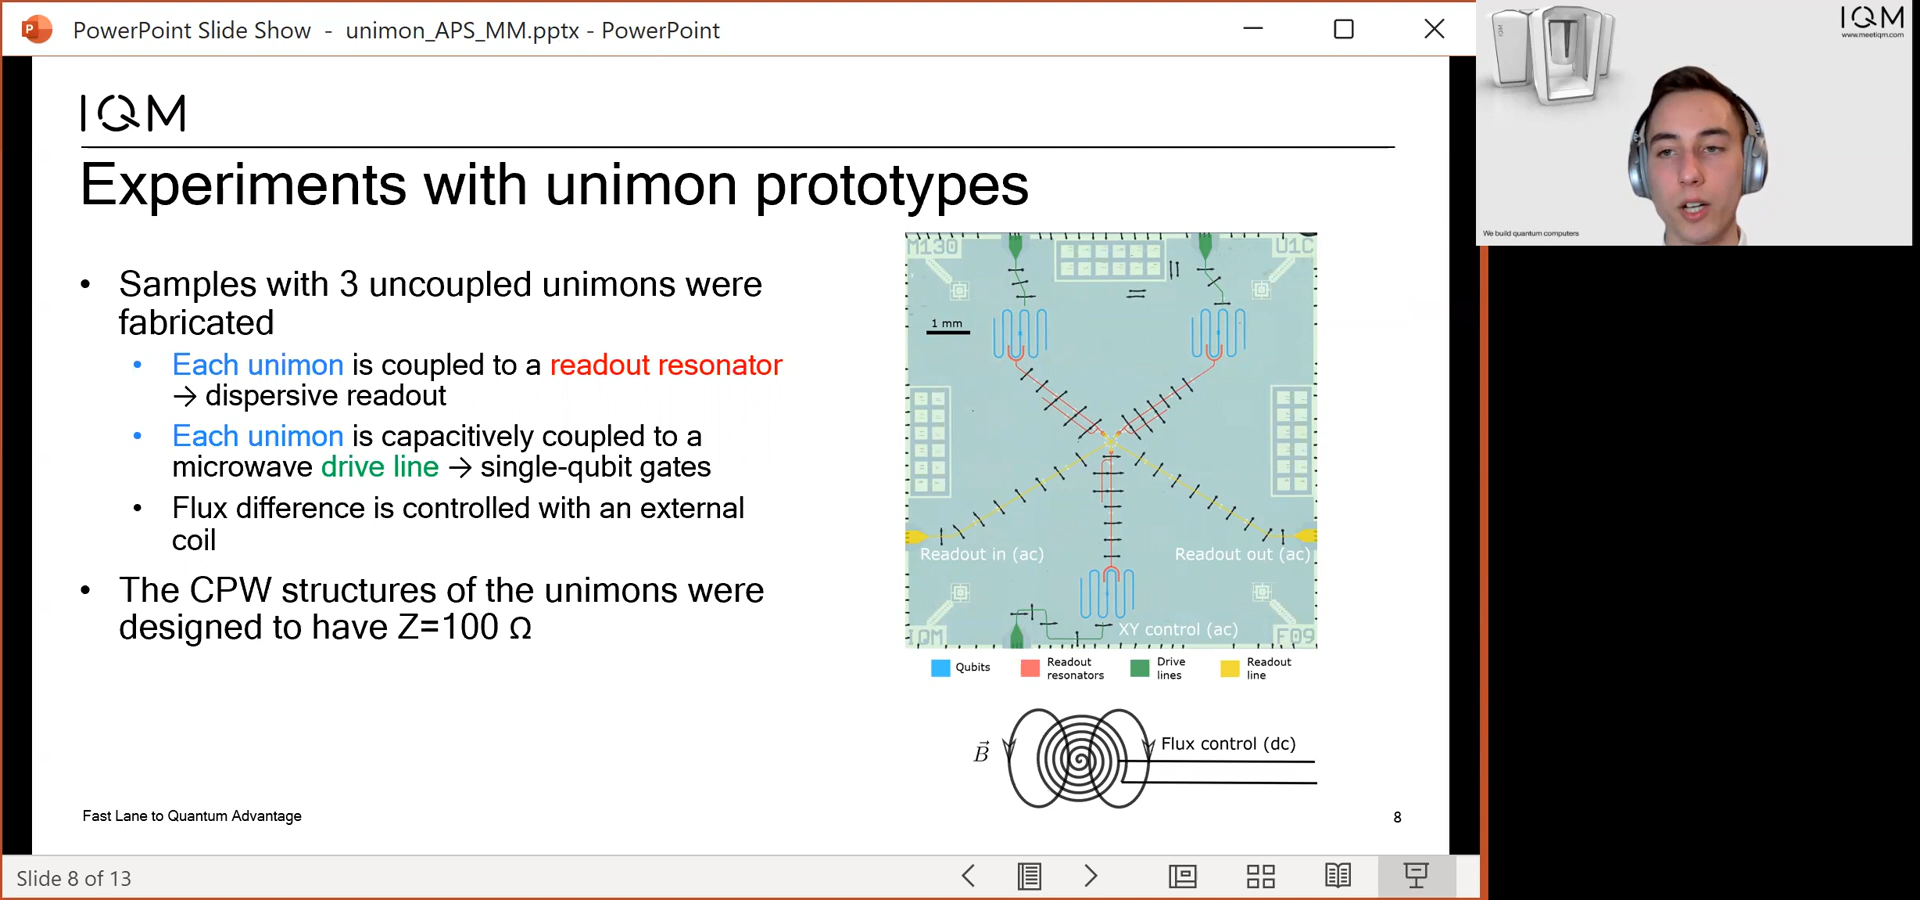 PowerPoint Slide Show - unimon_APS_MM.pptx - PowerPoint
IQM
www.meetiqm.com
We build quantum computers
IQM
Experiments with unimon prototypes
• Samples with 3 uncoupled unimons were
fabricated
• Each unimon is coupled to a readout resonator
→ dispersive readout
• Each unimon is capacitively coupled to a
microwave drive line → single-qubit gates
• Flux difference is controlled with an external
coil
• The CPW structures of the unimons were
designed to have Z=100 Ω
M130
U1C
1 mm
Readout in (ac)
Readout out (ac)
XY control (ac)
IQM
F09
Qubits
Readout
resonators
Drive
lines
Readout
line
B⃗
Flux control (dc)
Fast Lane to Quantum Advantage
8
Slide 8 of 13